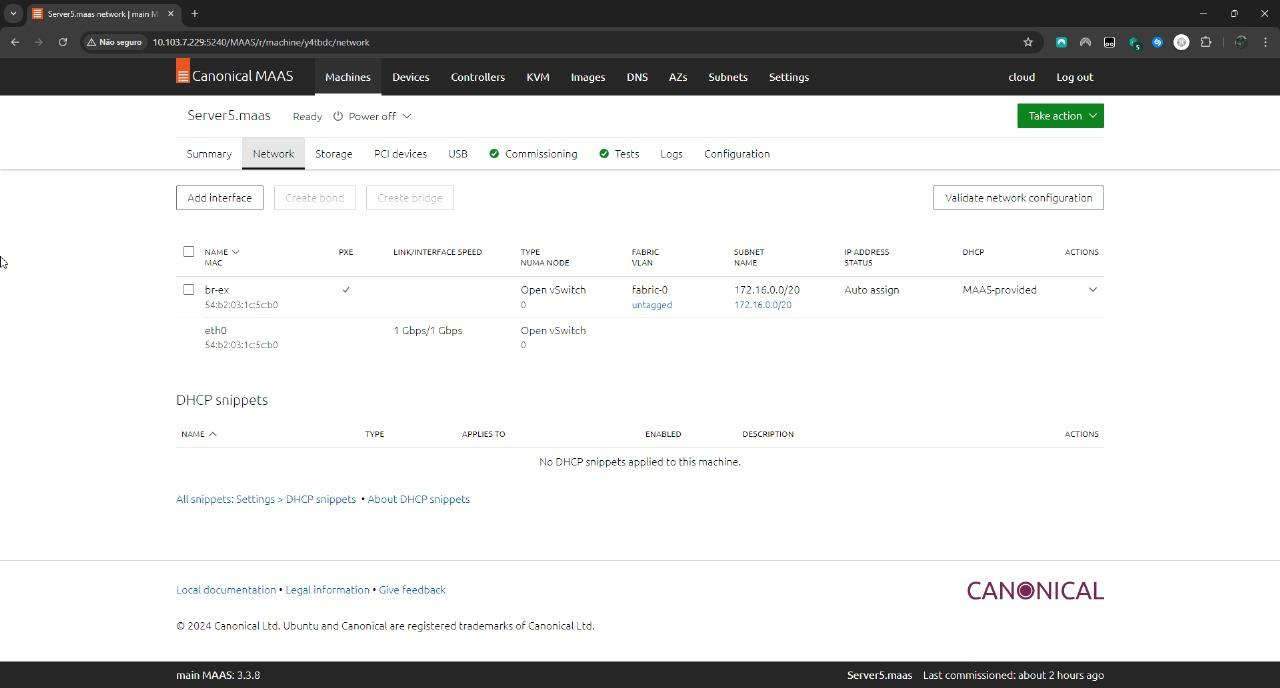 Server5.maas network | main M
Não seguro
10.103.7.229:5240/MAAS/r/machine/y4tbdc/network
Canonical MAAS
Machines Devices Controllers KVM Images DNS AZs Subnets Settings cloud Log out
Server5.maas Ready Power off Take action
Summary Network Storage PCI devices USB Commissioning Tests Logs Configuration
Add interface Create bond Create bridge Validate network configuration
NAME PXE LINK/INTERFACE SPEED TYPE FABRIC SUBNET IP ADDRESS DHCP ACTIONS
MAC NUMA NODE VLAN NAME STATUS
br-ex Open vSwitch fabric-0 172.16.0.0/20 Auto assign MAAS-provided
54:b2:03:1c:5c:b0 0 untagged 172.16.0.0/20
eth0 1 Gbps/1 Gbps Open vSwitch
54:b2:03:1c:5c:b0 0
DHCP snippets
NAME TYPE APPLIES TO ENABLED DESCRIPTION ACTIONS
No DHCP snippets applied to this machine.
All snippets: Settings > DHCP snippets • About DHCP snippets
Local documentation • Legal information • Give feedback
CANONICAL
© 2024 Canonical Ltd. Ubuntu and Canonical are registered trademarks of Canonical Ltd.
main MAAS: 3.3.8 Server5.maas Last commissioned: about 2 hours ago